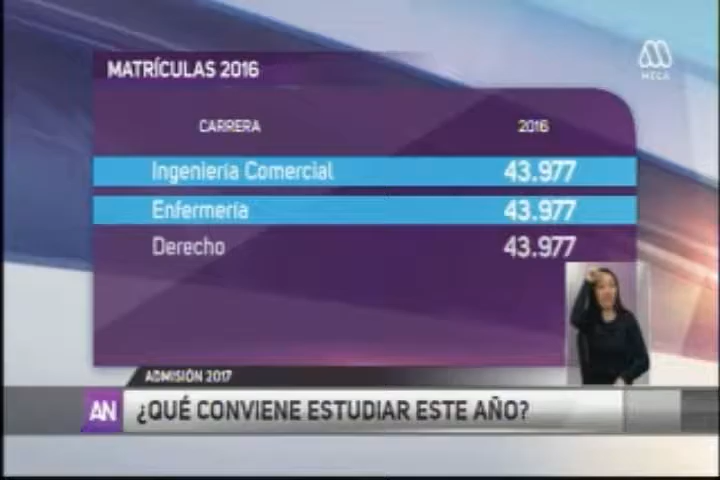 MATRÍCULAS 2016
MEGA
CARRERA 2016
Ingeniería Comercial 43.977
Enfermería 43.977
Derecho 43.977
ADMISIÓN 2017
AN ¿QUÉ CONVIENE ESTUDIAR ESTE AÑO?